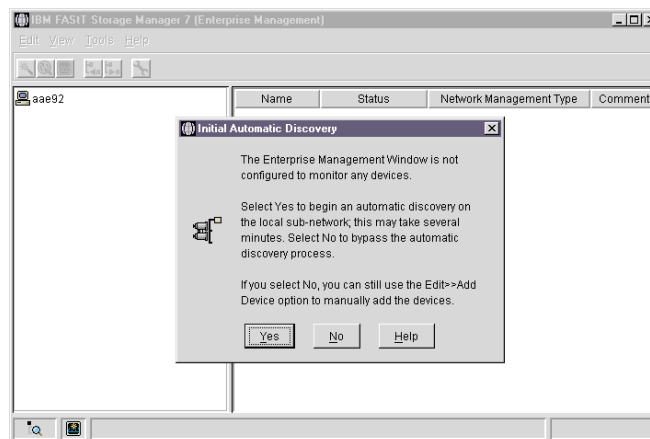 IBM FAStT Storage Manager 7 (Enterprise Management)
Edit View Tools Help
aae92
Name Status Network Management Type Comment
Initial Automatic Discovery
The Enterprise Management Window is not
configured to monitor any devices.
Select Yes to begin an automatic discovery on
the local sub-network; this may take several
minutes. Select No to bypass the automatic
discovery process.
If you select No, you can still use the Edit>>Add
Device option to manually add the devices.
Yes No Help